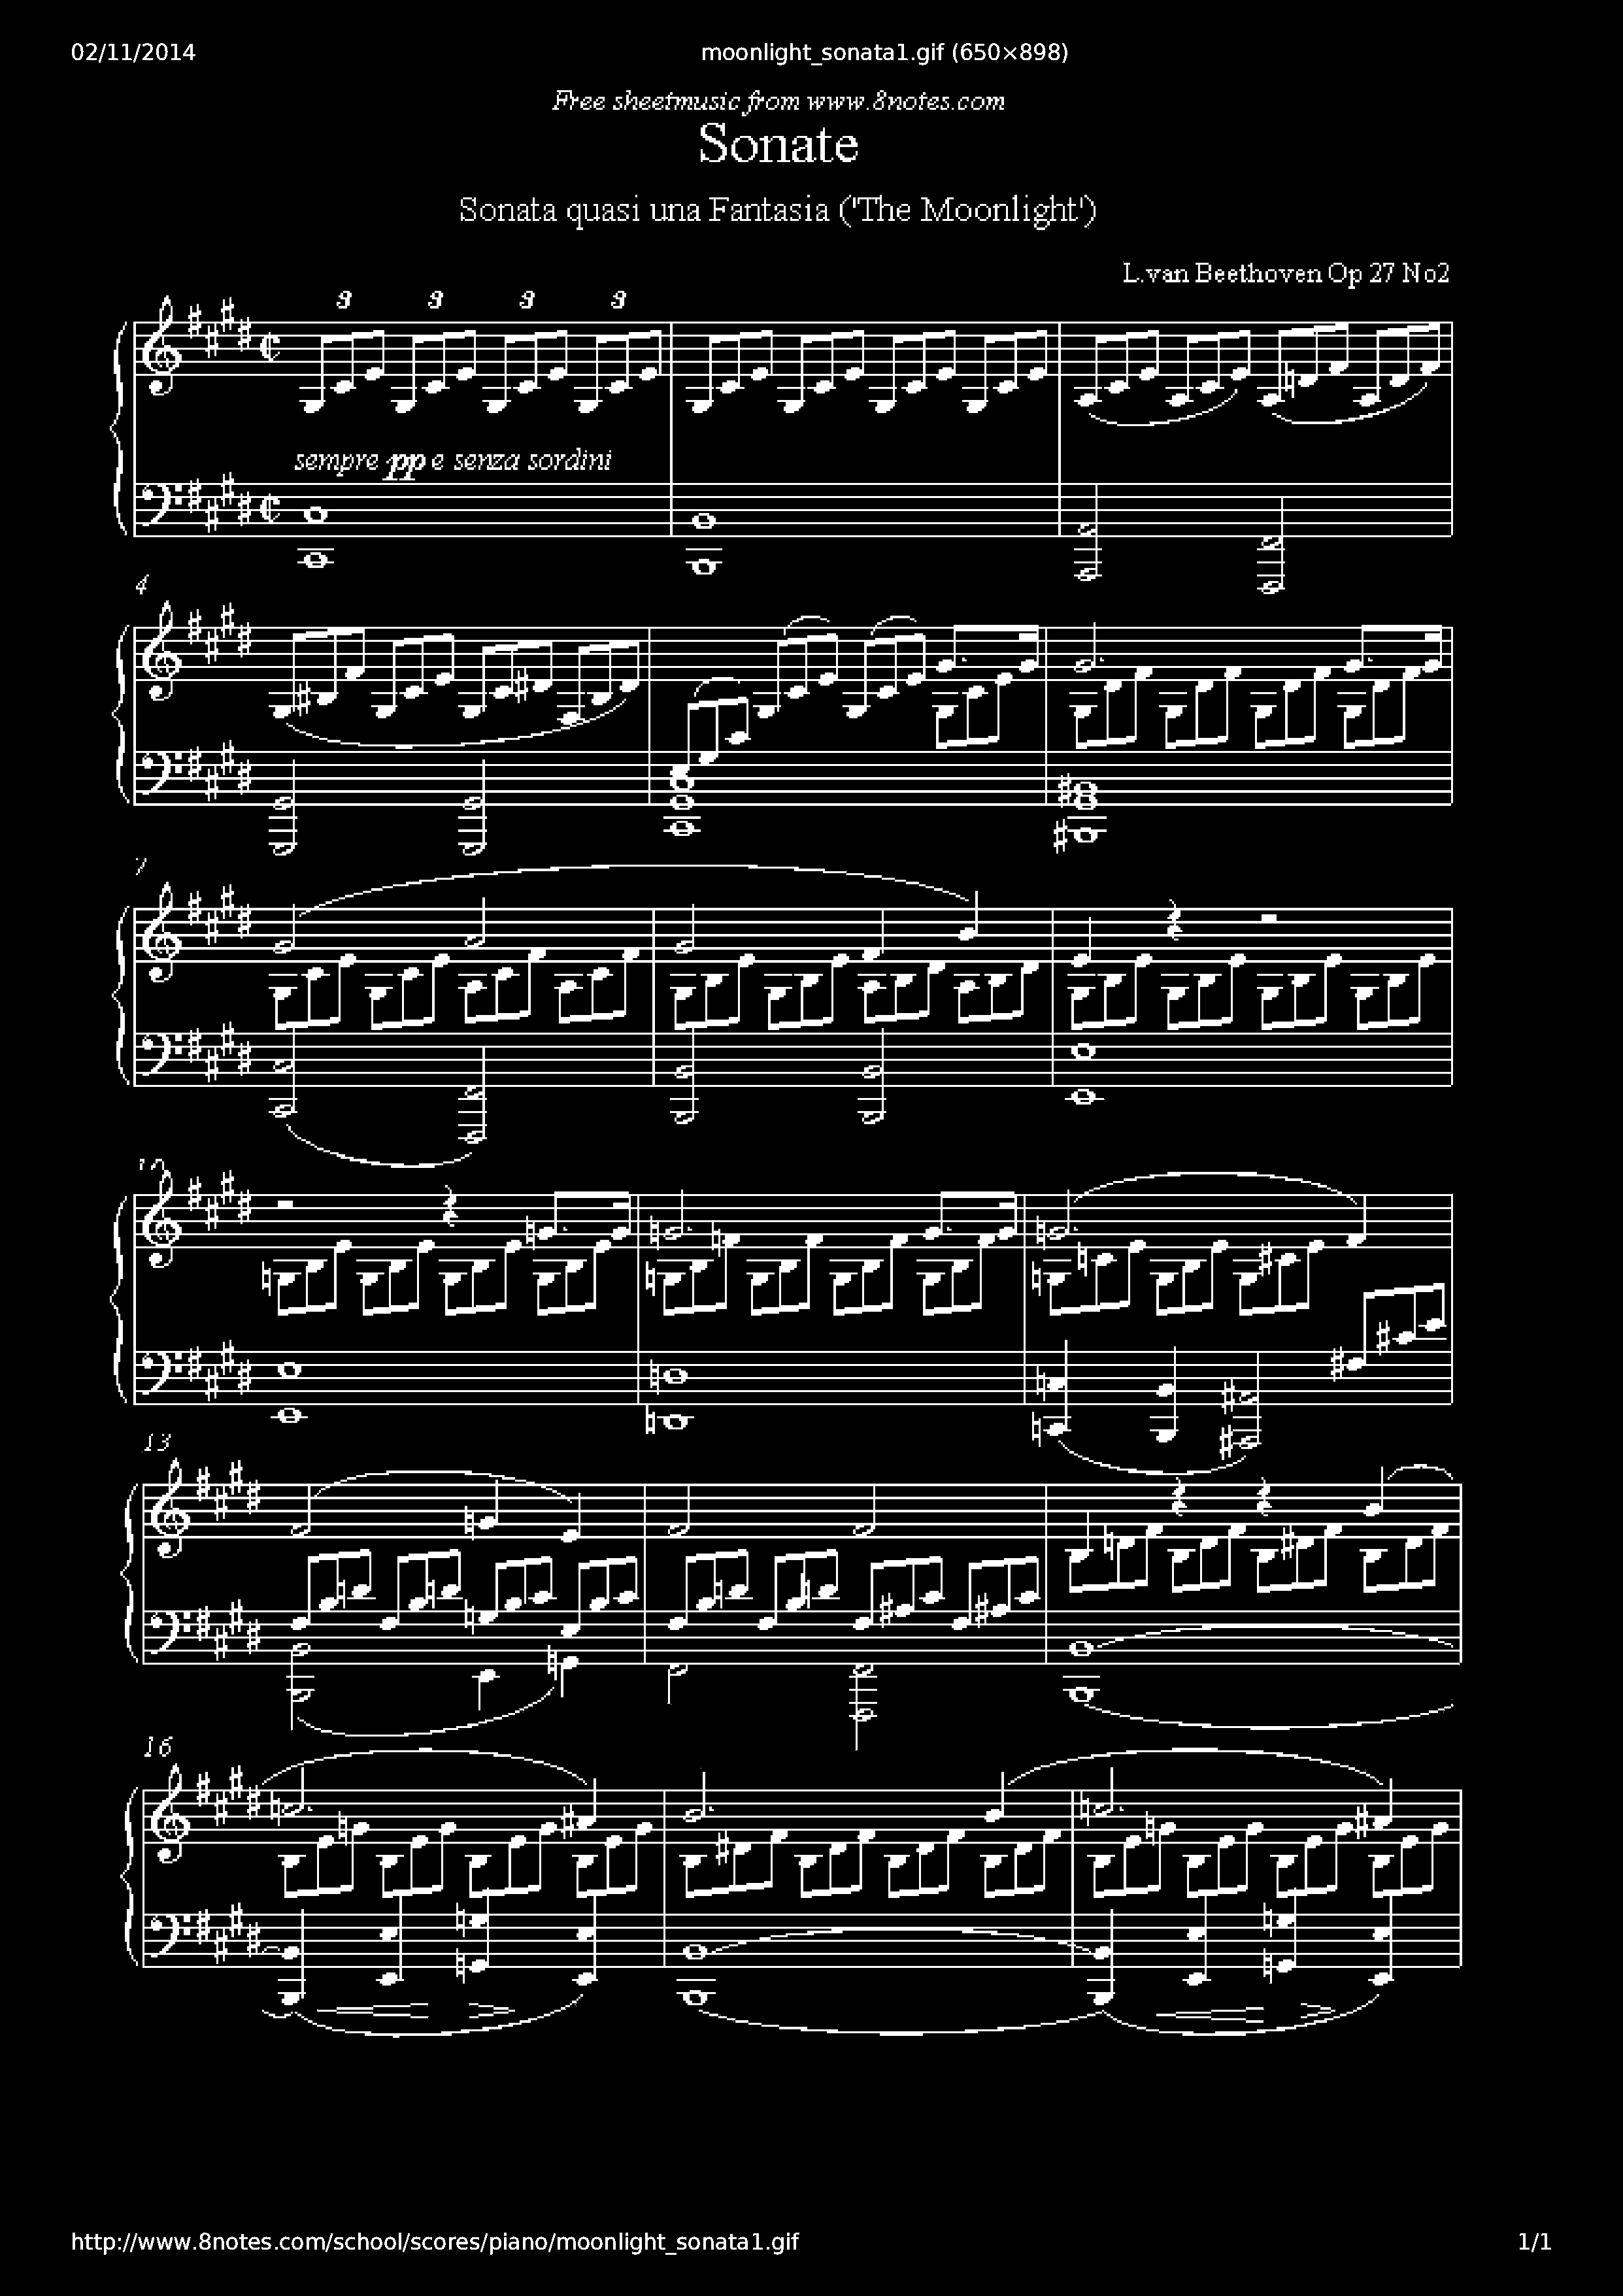 02/11/2014 moonlight_sonata1.gif (650×898)
Free sheetmusic from www.8notes.com
Sonate
Sonata quasi una Fantasia ('The Moonlight')
L.van Beethoven Op 27 No2
3 3 3 3
sempre pp e senza sordini
4
7
13
16
http://www.8notes.com/school/scores/piano/moonlight_sonata1.gif 1/1